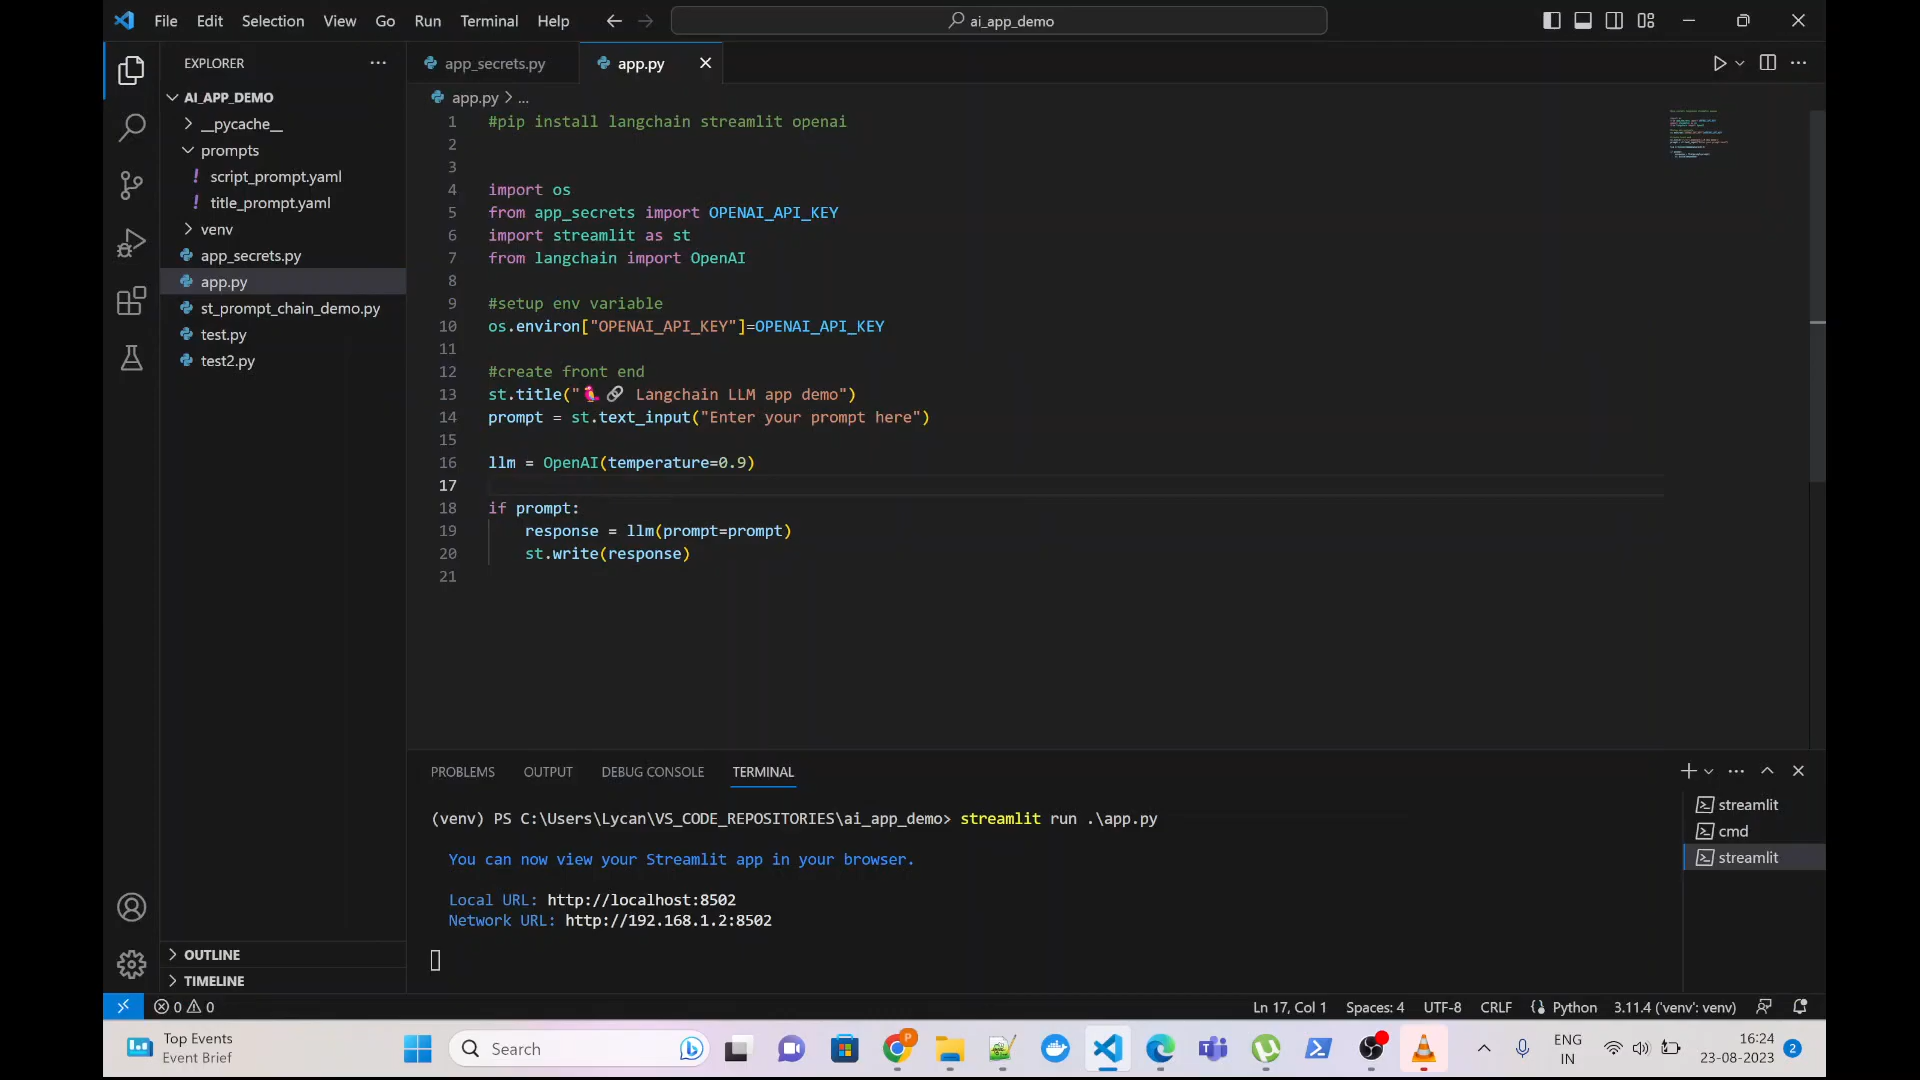 File Edit Selection View Go Run Terminal Help
ai_app_demo
EXPLORER
AI_APP_DEMO
__pycache__
prompts
! script_prompt.yaml
! title_prompt.yaml
venv
app_secrets.py
app.py
st_prompt_chain_demo.py
test.py
test2.py
OUTLINE
TIMELINE
app_secrets.py app.py
app.py > ...
1 #pip install langchain streamlit openai
2
3
4 import os
5 from app_secrets import OPENAI_API_KEY
6 import streamlit as st
7 from langchain import OpenAI
8
9 #setup env variable
10 os.environ["OPENAI_API_KEY"]=OPENAI_API_KEY
11
12 #create front end
13 st.title("🦜🔗 Langchain LLM app demo")
14 prompt = st.text_input("Enter your prompt here")
15
16 llm = OpenAI(temperature=0.9)
17
18 if prompt:
19 response = llm(prompt=prompt)
20 st.write(response)
21
PROBLEMS OUTPUT DEBUG CONSOLE TERMINAL
(venv) PS C:\Users\Lycan\VS_CODE_REPOSITORIES\ai_app_demo> streamlit run .\app.py
You can now view your Streamlit app in your browser.
Local URL: http://localhost:8502
Network URL: http://192.168.1.2:8502
streamlit
cmd
streamlit
0 0
Ln 17, Col 1 Spaces: 4 UTF-8 CRLF Python 3.11.4 ('venv': venv)
Top Events
Event Brief
Search
P
ENG
IN
16:24
23-08-2023
2